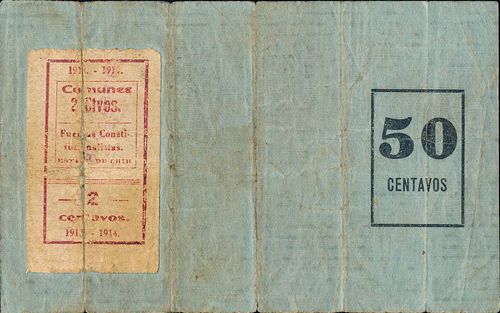 1913. - 1914.
Comunes
2 Ctvos.
Fuerzas Consti-
tucionalistas.
ESTADO DE CHIH.
2
centavos.
1913. - 1914.
50
CENTAVOS